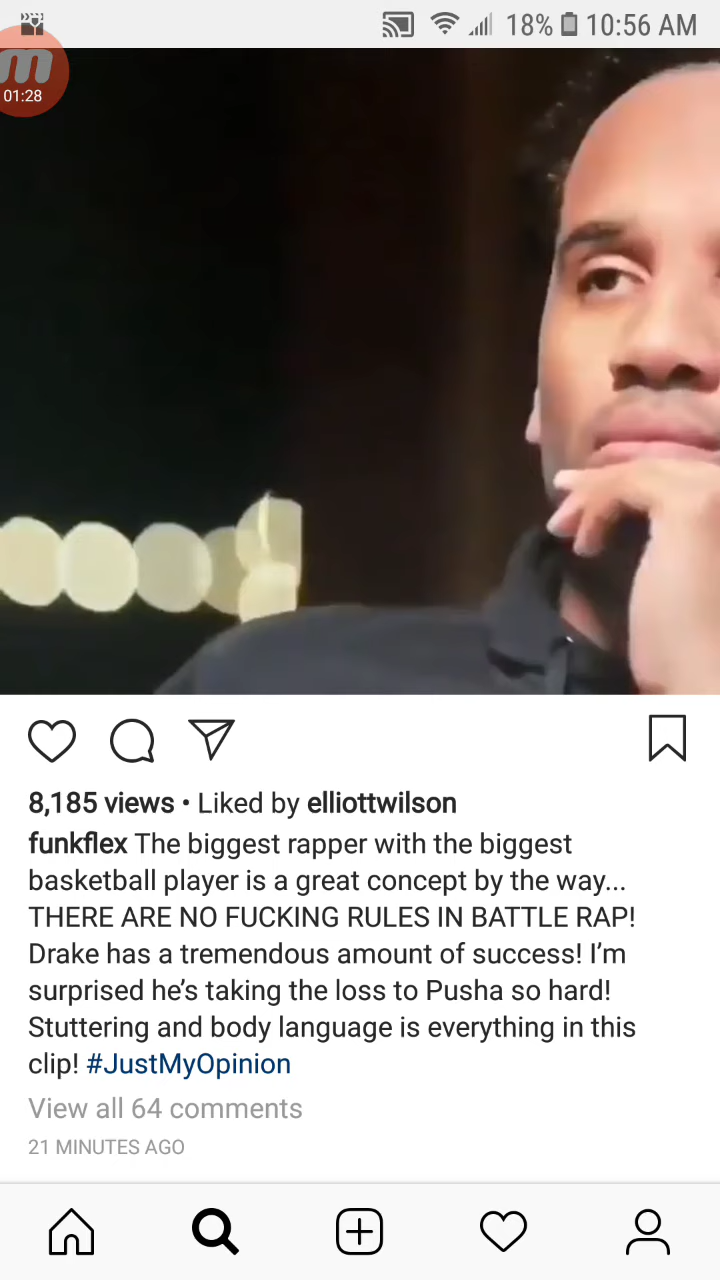 18% 10:56 AM
m
01:28
8,185 views • Liked by elliottwilson
funkflex The biggest rapper with the biggest
basketball player is a great concept by the way...
THERE ARE NO FUCKING RULES IN BATTLE RAP!
Drake has a tremendous amount of success! I’m
surprised he’s taking the loss to Pusha so hard!
Stuttering and body language is everything in this
clip! #JustMyOpinion
View all 64 comments
21 MINUTES AGO